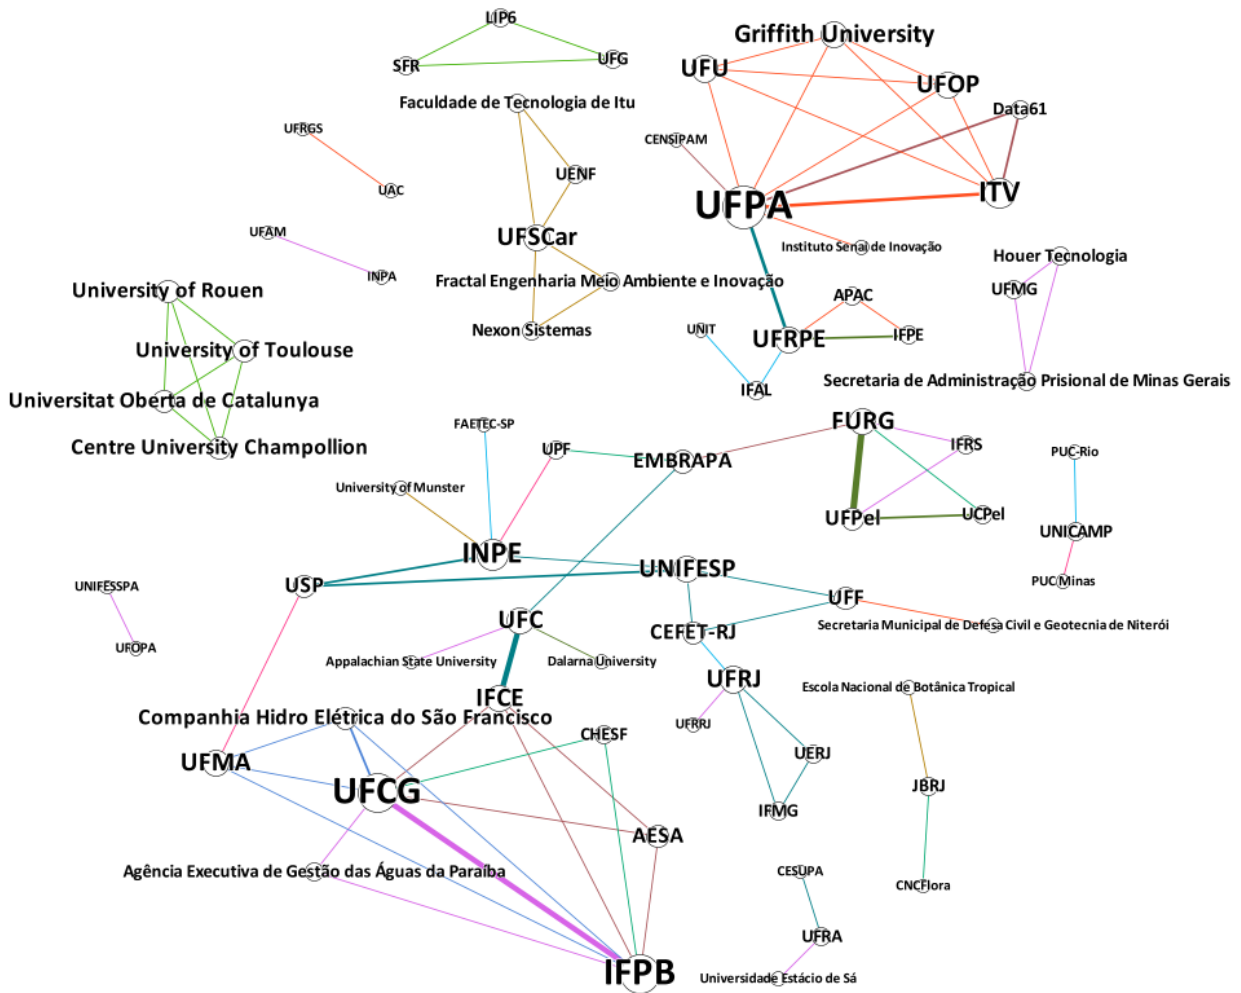 LIP6
SFR
UFG
Griffith University
UFU
UFOP
Faculdade de Tecnologia de Itu
Data61
UFRGS
CENSIPAM
UENF
UAC
ITV
UFPA
UFAM
UFSCar
Instituto Senai de Inovação
Houer Tecnologia
INPA
Fractal Engenharia Meio Ambiente e Inovação
University of Rouen
UFMG
APAC
Nexon Sistemas
UNIT
UFRPE
IFPE
University of Toulouse
Secretaria de Administração Prisional de Minas Gerais
IFAL
Universitat Oberta de Catalunya
FAETEC-SP
FURG
Centre University Champollion
UPF
IFRS
PUC-Rio
EMBRAPA
University of Munster
UFPel
UCPel
UNICAMP
INPE
UNIFESP
PUC Minas
UNIFESSPA
USP
UFF
UFC
Secretaria Municipal de Defesa Civil e Geotecnia de Niterói
CEFET-RJ
UFOPA
Appalachian State University
Dalarna University
UFRJ
Escola Nacional de Botânica Tropical
IFCE
Companhia Hidro Elétrica do São Francisco
UFRRJ
CHESF
UERJ
UFMA
UFCG
JBRJ
IFMG
AESA
Agência Executiva de Gestão das Águas da Paraíba
CESUPA
CNCFlora
UFRA
IFPB
Universidade Estácio de Sá